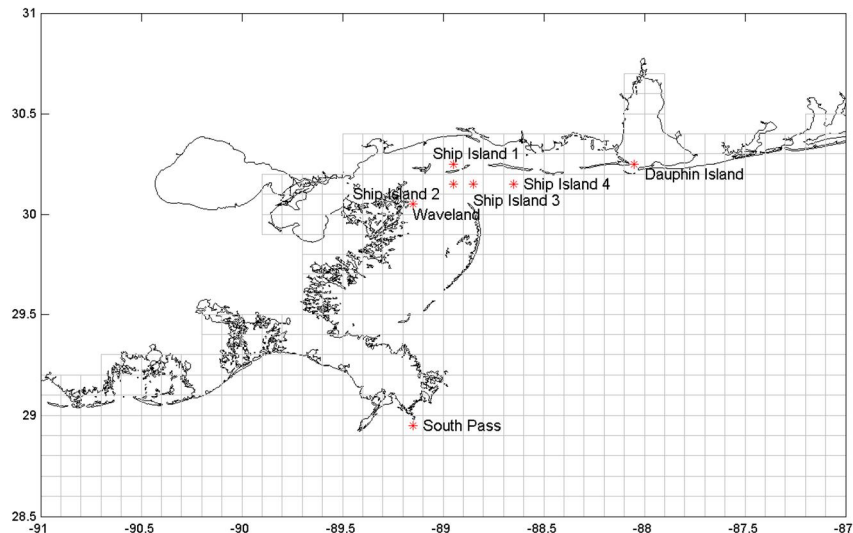 31
30.5
30
29.5
29
28.5
Ship Island 1
Dauphin Island
Ship Island 2
Ship Island 4
Ship Island 3
Waveland
South Pass
-91
-90.5
-90
-89.5
-89
-88.5
-88
-87.5
-87